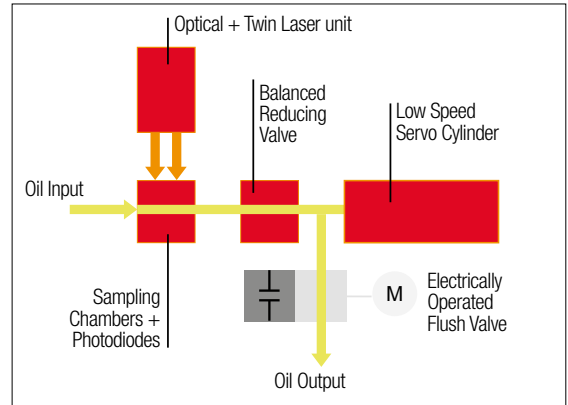 Optical + Twin Laser unit
Balanced
Reducing
Valve
Low Speed
Servo Cylinder
Oil Input
Sampling
Chambers +
Photodiodes
M
Electrically
Operated
Flush Valve
Oil Output